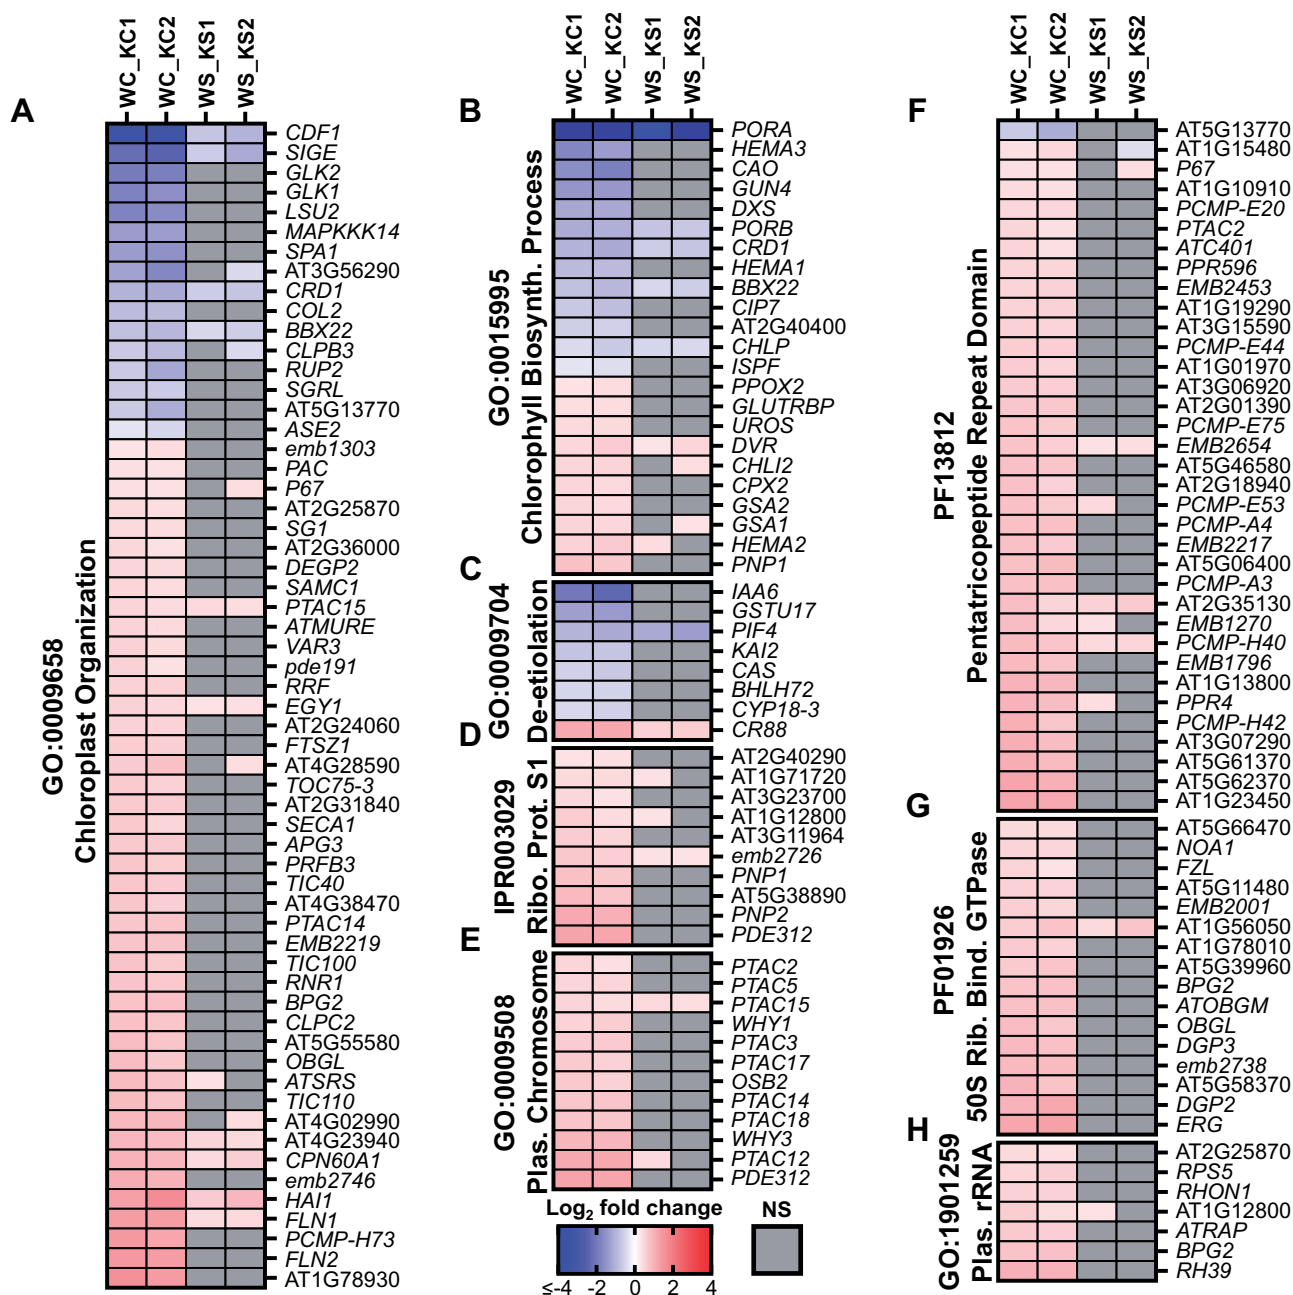 A
WC_KC1
WC_KC2
WS_KS1
WS_KS2
GO:0009658
Chloroplast Organization
CDF1
SIGE
GLK2
GLK1
LSU2
MAPKKK14
SPA1
AT3G56290
CRD1
COL2
BBX22
CLPB3
RUP2
SGRL
AT5G13770
ASE2
emb1303
PAC
P67
AT2G25870
SG1
AT2G36000
DEGP2
SAMC1
PTAC15
ATMURE
VAR3
pde191
RRF
EGY1
AT2G24060
FTSZ1
AT4G28590
TOC75-3
AT2G31840
SECA1
APG3
PRFB3
TIC40
AT4G38470
PTAC14
EMB2219
TIC100
RNR1
BPG2
CLPC2
AT5G55580
OBGL
ATSRS
TIC110
AT4G02990
AT4G23940
CPN60A1
emb2746
HAI1
FLN1
PCMP-H73
FLN2
AT1G78930
B
WC_KC1
WC_KC2
WS_KS1
WS_KS2
GO:0015995
Chlorophyll Biosynth. Process
PORA
HEMA3
CAO
GUN4
DXS
PORB
CRD1
HEMA1
BBX22
CIP7
AT2G40400
CHLP
ISPF
PPOX2
GLUTRBP
UROS
DVR
CHLI2
CPX2
GSA2
GSA1
HEMA2
PNP1
C
GO:0009704
De-etiolation
IAA6
GSTU17
PIF4
KAI2
CAS
BHLH72
CYP18-3
CR88
D
IPR003029
Ribo. Prot. S1
AT2G40290
AT1G71720
AT3G23700
AT1G12800
AT3G11964
emb2726
PNP1
AT5G38890
PNP2
PDE312
E
GO:0009508
Plas. Chromosome
PTAC2
PTAC5
PTAC15
WHY1
PTAC3
PTAC17
OSB2
PTAC14
PTAC18
WHY3
PTAC12
PDE312
Log2 fold change
≤-4 -2 0 2 4
NS
F
WC_KC1
WC_KC2
WS_KS1
WS_KS2
PF13812
Pentatricopeptide Repeat Domain
AT5G13770
AT1G15480
P67
AT1G10910
PCMP-E20
PTAC2
ATC401
PPR596
EMB2453
AT1G19290
AT3G15590
PCMP-E44
AT1G01970
AT3G06920
AT2G01390
PCMP-E75
EMB2654
AT5G46580
AT2G18940
PCMP-E53
PCMP-A4
EMB2217
AT5G06400
PCMP-A3
AT2G35130
EMB1270
PCMP-H40
EMB1796
AT1G13800
PPR4
PCMP-H42
AT3G07290
AT5G61370
AT5G62370
AT1G23450
G
PF01926
50S Rib. Bind. GTPase
AT5G66470
NOA1
FZL
AT5G11480
EMB2001
AT1G56050
AT1G78010
AT5G39960
BPG2
ATOBGM
OBGL
DGP3
emb2738
AT5G58370
DGP2
ERG
H
GO:1901259
Plas. rRNA
AT2G25870
RPS5
RHON1
AT1G12800
ATRAP
BPG2
RH39